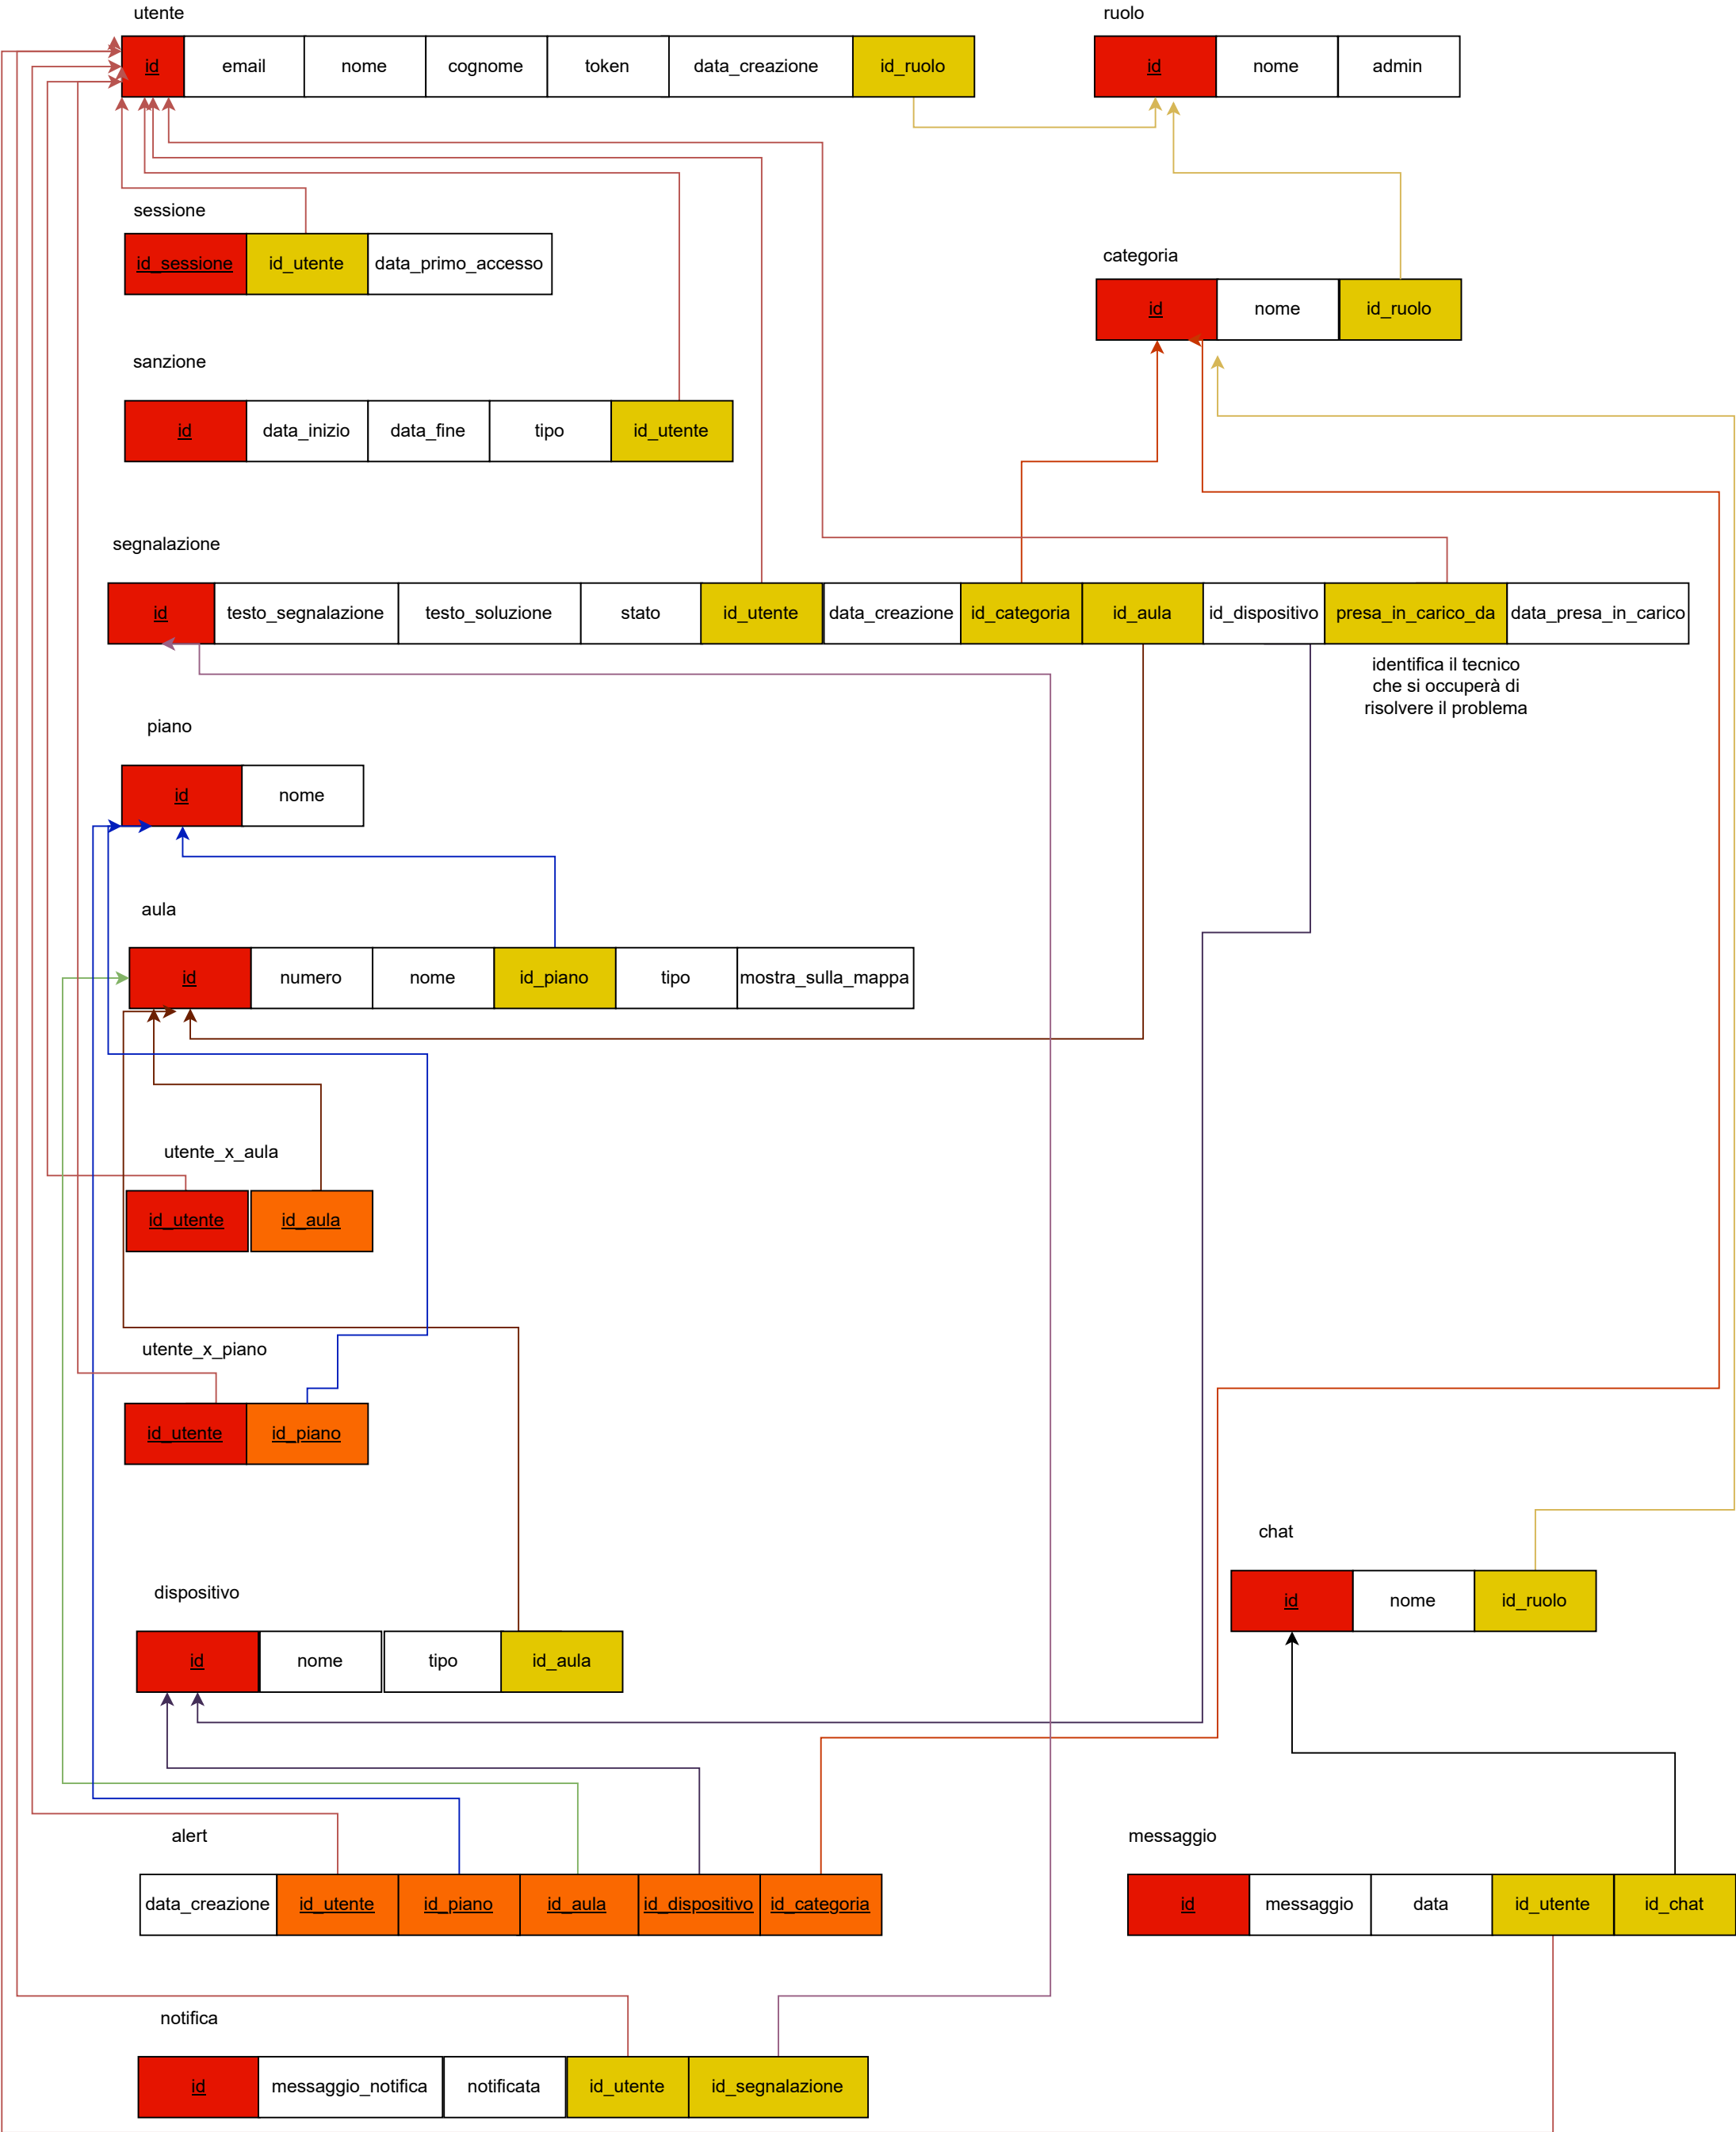 utente
id email nome cognome token data_creazione id_ruolo
ruolo
id nome admin
sessione
id_sessione id_utente data_primo_accesso
categoria
id nome id_ruolo
sanzione
id data_inizio data_fine tipo id_utente
segnalazione
id testo_segnalazione testo_soluzione stato id_utente data_creazione id_categoria id_aula id_dispositivo presa_in_carico_da data_presa_in_carico
identifica il tecnico
che si occuperà di
risolvere il problema
piano
id nome
aula
id numero nome id_piano tipo mostra_sulla_mappa
utente_x_aula
id_utente id_aula
utente_x_piano
id_utente id_piano
chat
id nome id_ruolo
dispositivo
id nome tipo id_aula
alert
data_creazione id_utente id_piano id_aula id_dispositivo id_categoria
messaggio
id messaggio data id_utente id_chat
notifica
id messaggio_notifica notificata id_utente id_segnalazione